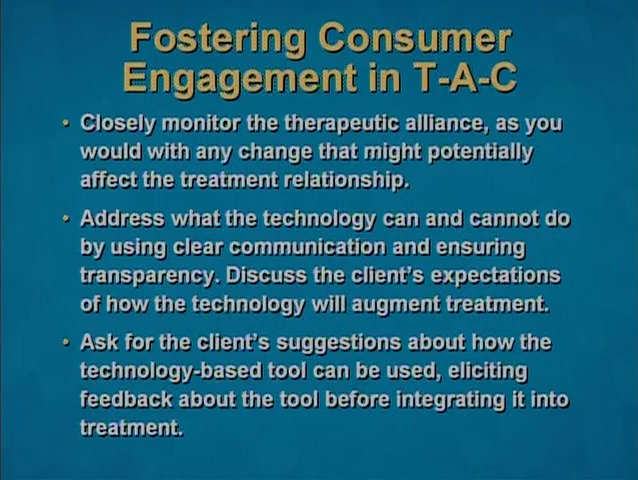 Fostering Consumer
Engagement in T-A-C
• Closely monitor the therapeutic alliance, as you
would with any change that might potentially
affect the treatment relationship.
• Address what the technology can and cannot do
by using clear communication and ensuring
transparency. Discuss the client's expectations
of how the technology will augment treatment.
• Ask for the client's suggestions about how the
technology-based tool can be used, eliciting
feedback about the tool before integrating it into
treatment.